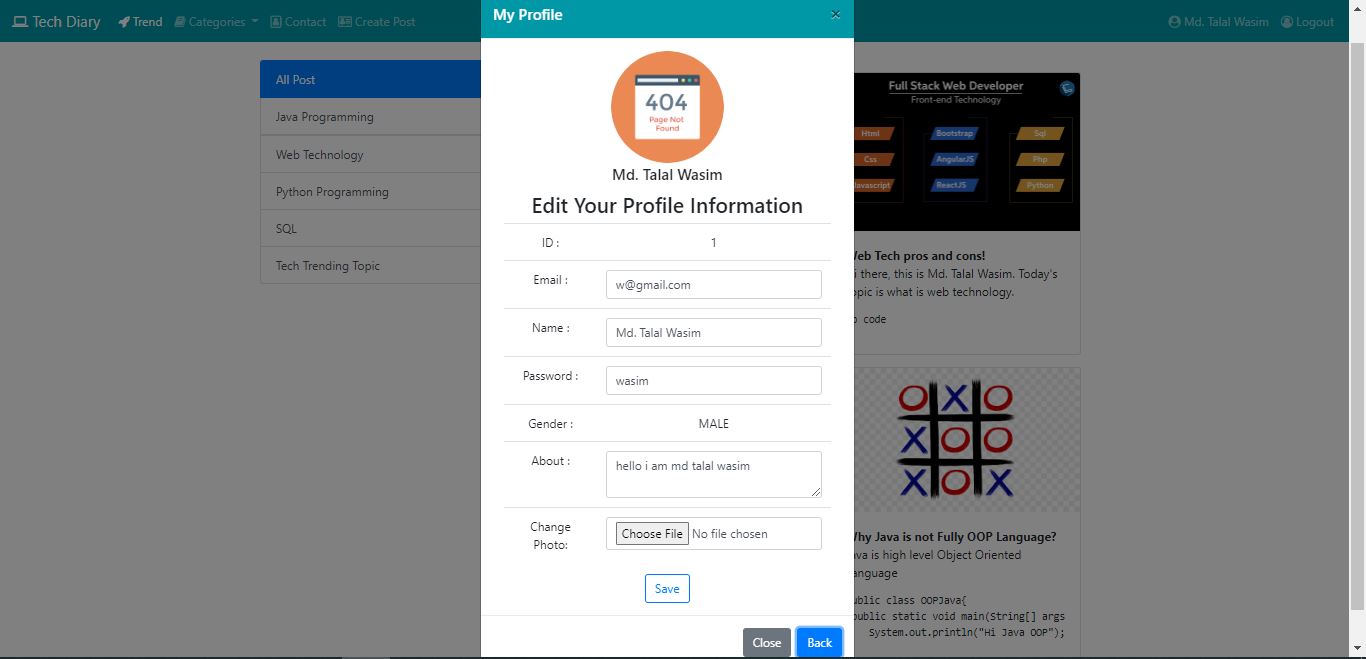 Tech Diary Trend Categories Contact Create Post Md. Talal Wasim Logout
My Profile ×
All Post
Java Programming
Web Technology
Python Programming
SQL
Tech Trending Topic
404
Page Not
Found
Md. Talal Wasim
Edit Your Profile Information
ID : 1
Email : w@gmail.com
Name : Md. Talal Wasim
Password : wasim
Gender : MALE
About : hello i am md talal wasim
Change
Photo:
Choose File No file chosen
Save
Close Back
Full Stack Web Developer
Front-end Technology
Html Bootstrap Sql
Css AngularJS Php
Javascript ReactJS Python
eb Tech pros and cons!
i there, this is Md. Talal Wasim. Today's
opic is what is web technology.
o code
O X O
X O O
X O X
hy Java is not Fully OOP Language?
ava is high level Object Oriented
anguage
ublic class OOPJava{
public static void main(String[] args
System.out.println("Hi Java OOP");